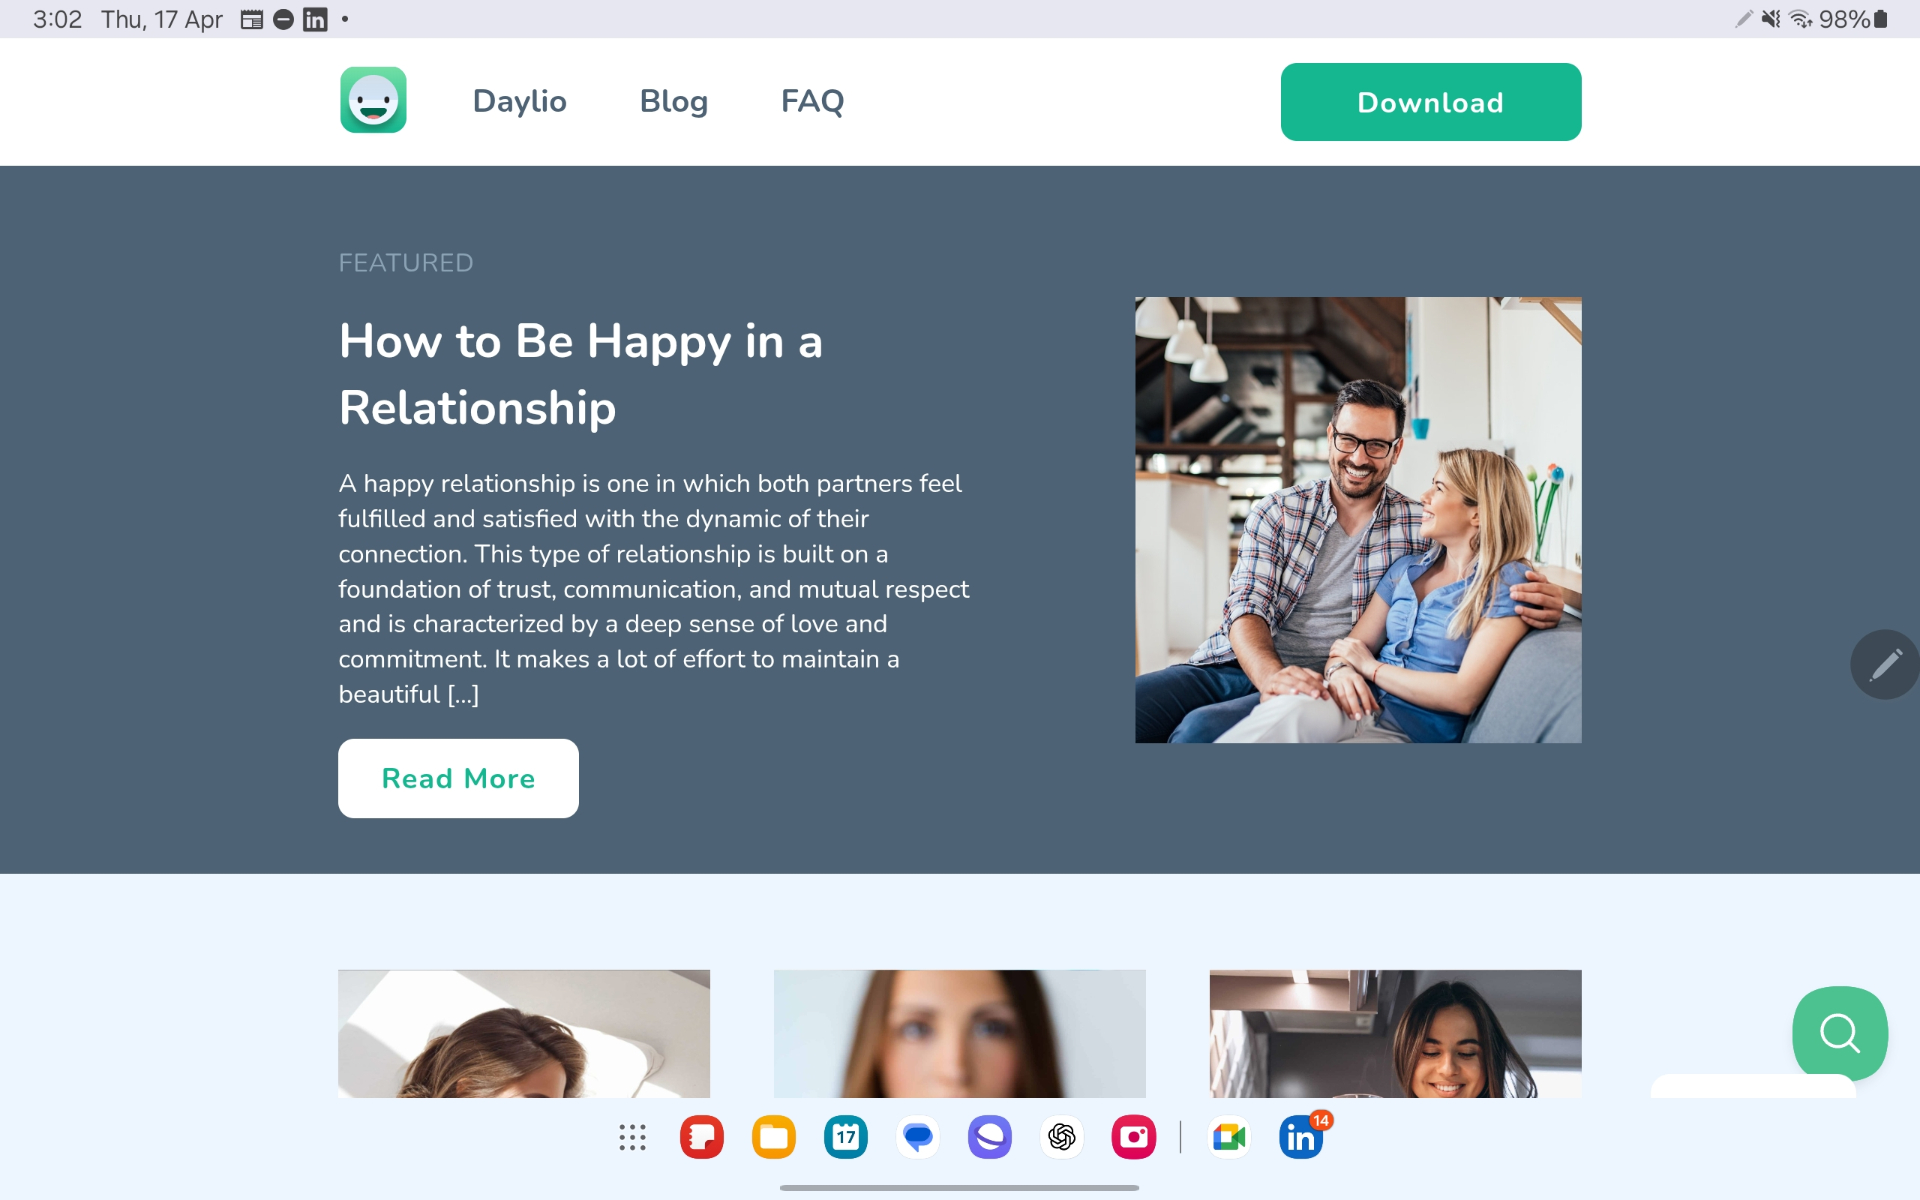 3:02 Thu, 17 Apr
98%
Daylio Blog FAQ Download
FEATURED
How to Be Happy in a
Relationship
A happy relationship is one in which both partners feel
fulfilled and satisfied with the dynamic of their
connection. This type of relationship is built on a
foundation of trust, communication, and mutual respect
and is characterized by a deep sense of love and
commitment. It makes a lot of effort to maintain a
beautiful [...]
Read More
17
in
14